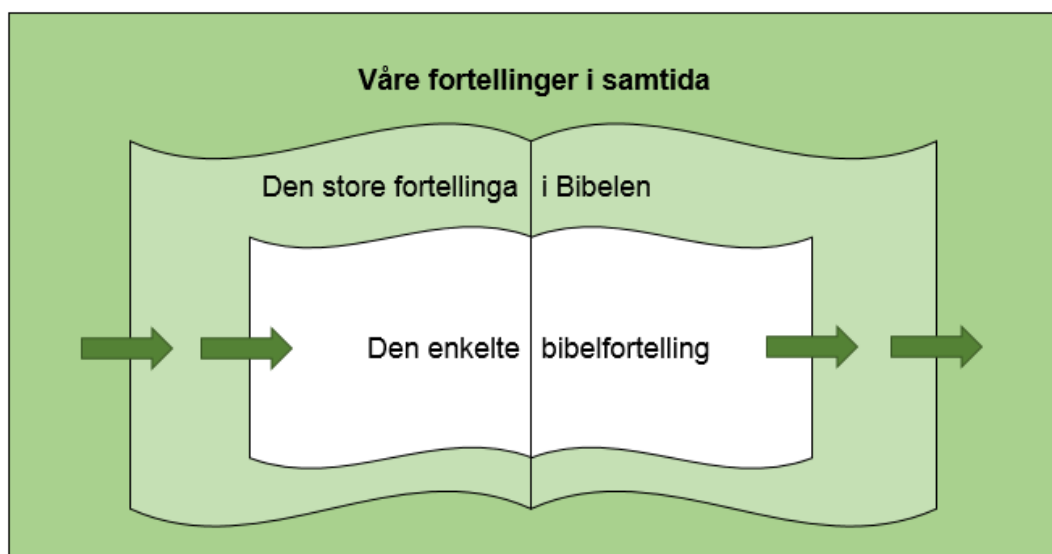 Våre fortellinger i samtida
Den store fortellinga i Bibelen
Den enkelte bibelfortelling